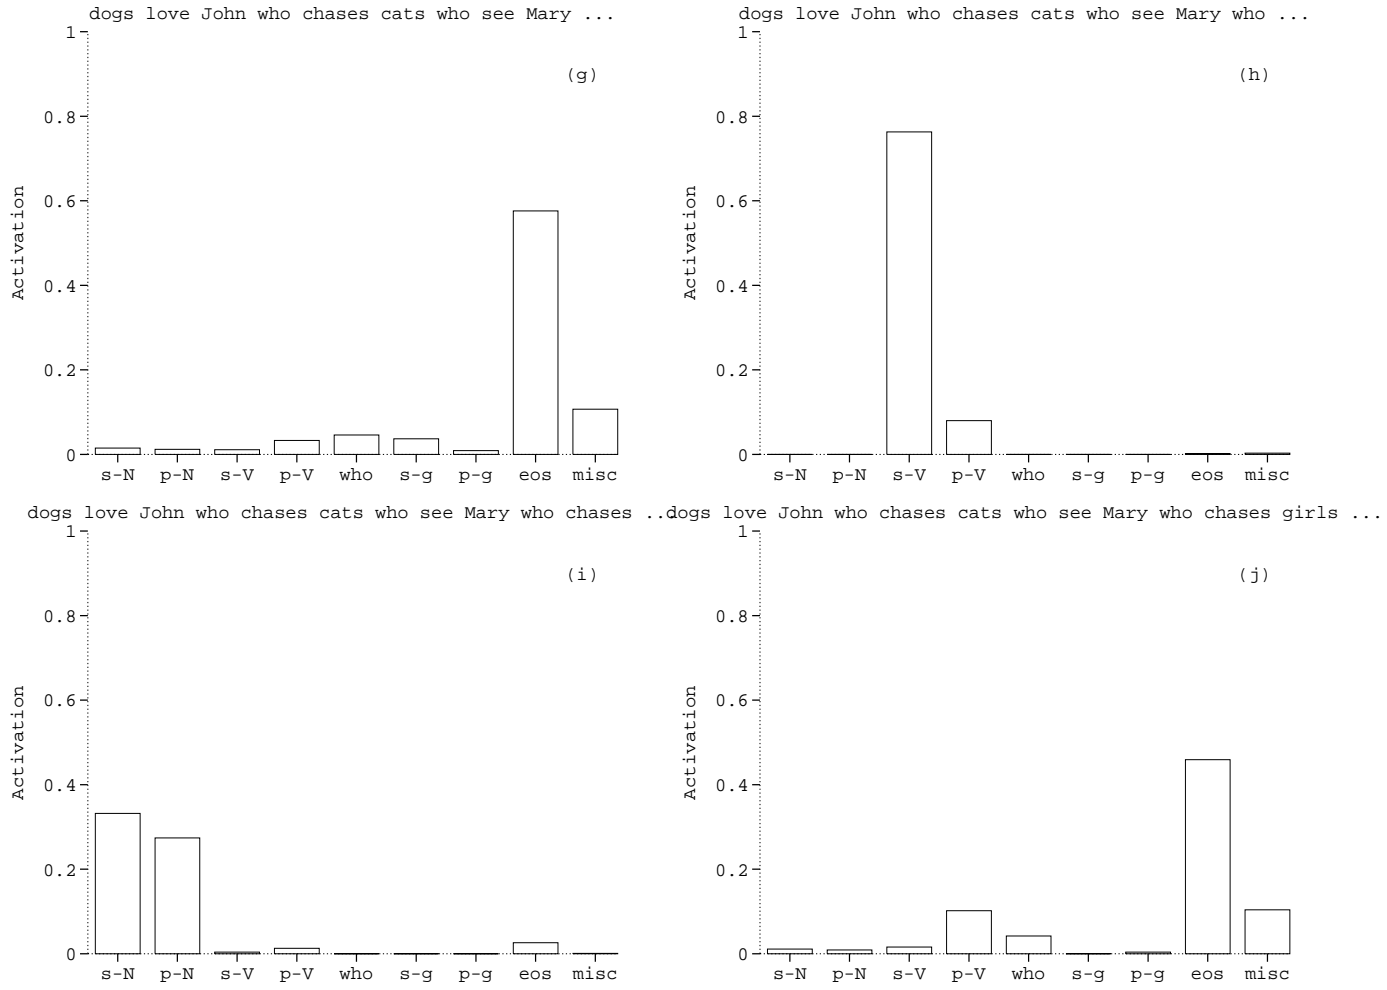 dogs love John who chases cats who see Mary ...
1
(g)
0.8
0.6
Activation
0.4
0.2
0
s-N p-N s-V p-V who s-g p-g eos misc
dogs love John who chases cats who see Mary who ...
1
(h)
0.8
0.6
Activation
0.4
0.2
0
s-N p-N s-V p-V who s-g p-g eos misc
dogs love John who chases cats who see Mary who chases ...
1
(i)
0.8
0.6
Activation
0.4
0.2
0
s-N p-N s-V p-V who s-g p-g eos misc
dogs love John who chases cats who see Mary who chases girls ...
1
(j)
0.8
0.6
Activation
0.4
0.2
0
s-N p-N s-V p-V who s-g p-g eos misc